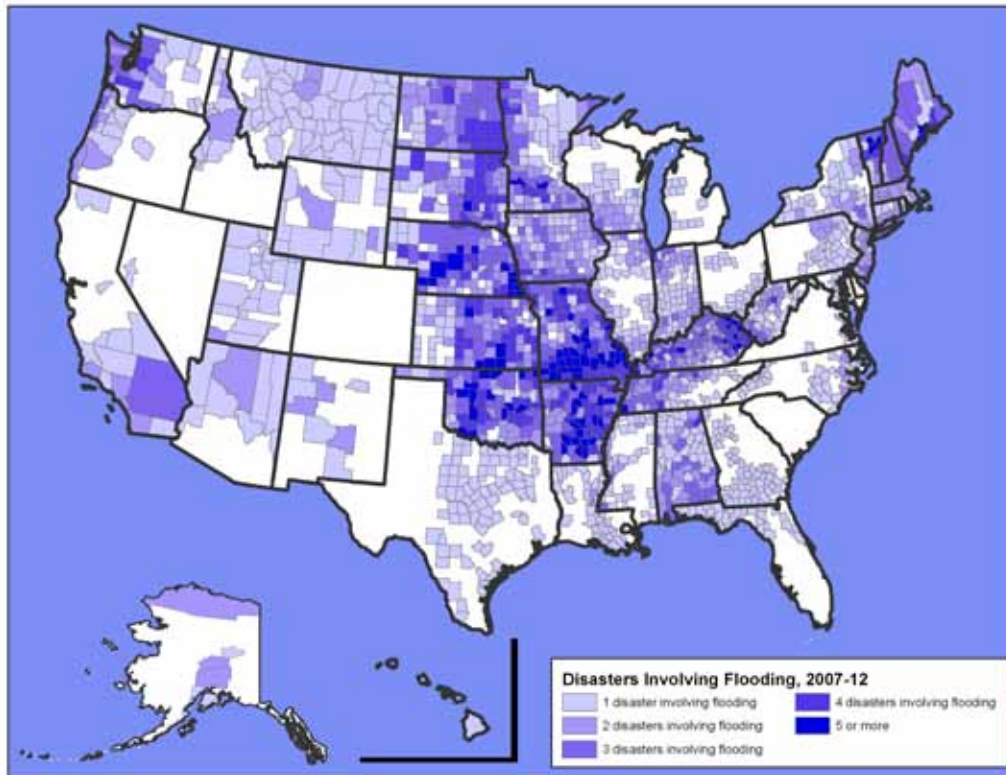 Disasters Involving Flooding, 2007-12
1 disaster involving flooding
2 disasters involving flooding
3 disasters involving flooding
4 disasters involving flooding
5 or more